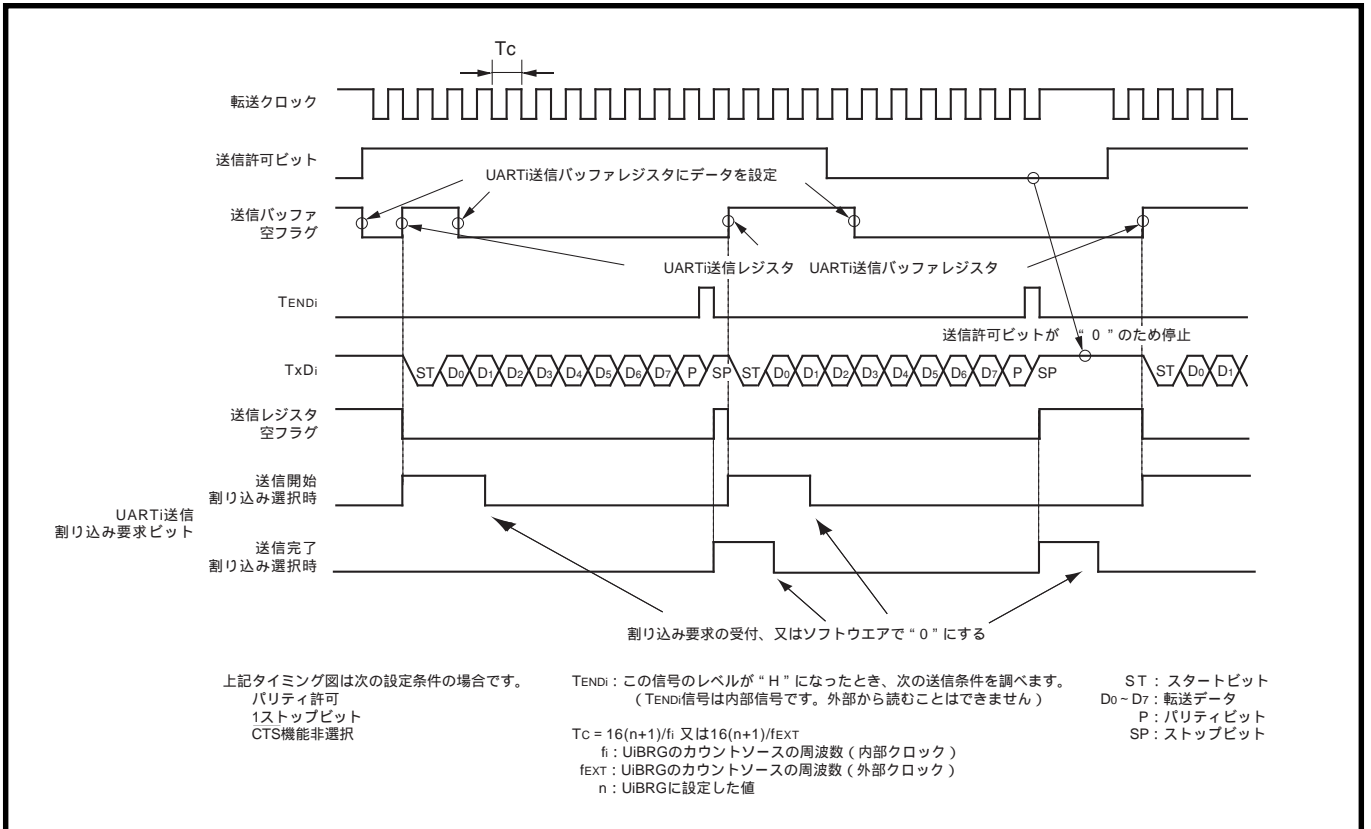 Tc
転送クロック
送信許可ビット
UARTi送信バッファレジスタにデータを設定
送信バッファ
空フラグ
UARTi送信レジスタ UARTi送信バッファレジスタ
TENDi
送信許可ビットが “ 0 ” のため停止
TxDi
ST D0 D1 D2 D3 D4 D5 D6 D7 P SP ST D0 D1 D2 D3 D4 D5 D6 D7 P SP ST D0 D1
送信レジスタ
空フラグ
送信開始
割り込み選択時
UARTi送信
割り込み要求ビット
送信完了
割り込み選択時
割り込み要求の受付、又はソフトウエアで “ 0 ” にする
上記タイミング図は次の設定条件の場合です。
パリティ許可
1ストップビット
CTS機能非選択
TENDi : この信号のレベルが “ H ” になったとき、次の送信条件を調べます。
( TENDi信号は内部信号です。外部から読むことはできません )
TC = 16(n+1)/fi 又は16(n+1)/fEXT
fi : UiBRGのカウントソースの周波数 ( 内部クロック )
fEXT : UiBRGのカウントソースの周波数 ( 外部クロック )
n : UiBRGに設定した値
ST : スタートビット
D0 ~ D7 : 転送データ
P : パリティビット
SP : ストップビット